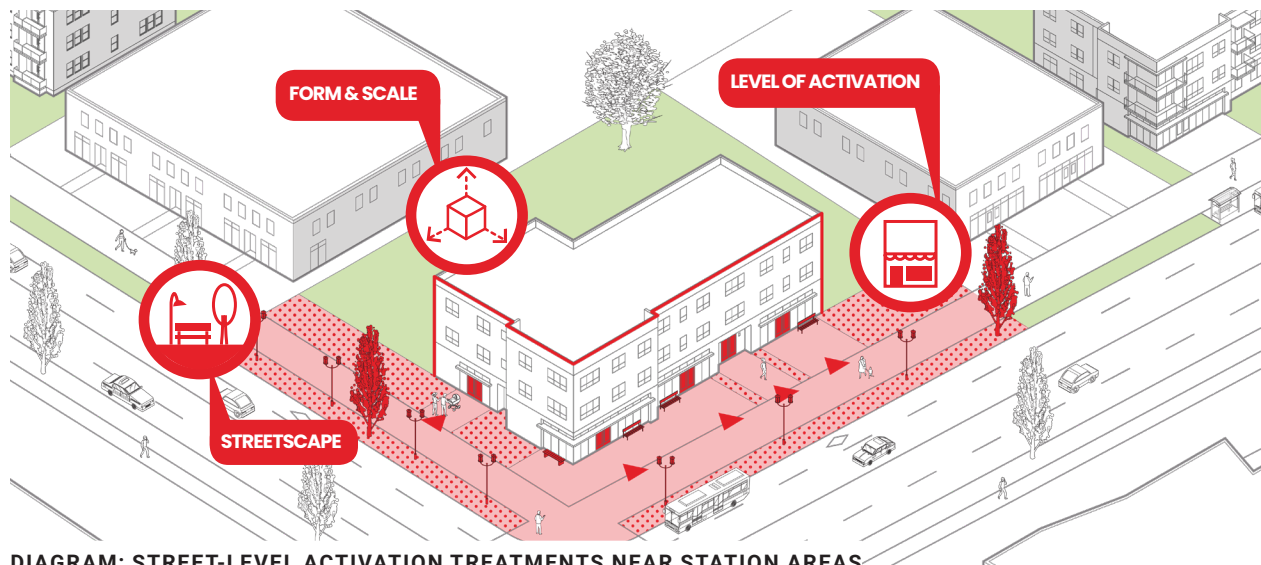 FORM & SCALE
LEVEL OF ACTIVATION
STREETSCAPE
DIAGRAM: STREET-LEVEL ACTIVATION TREATMENTS NEAR STATION AREAS